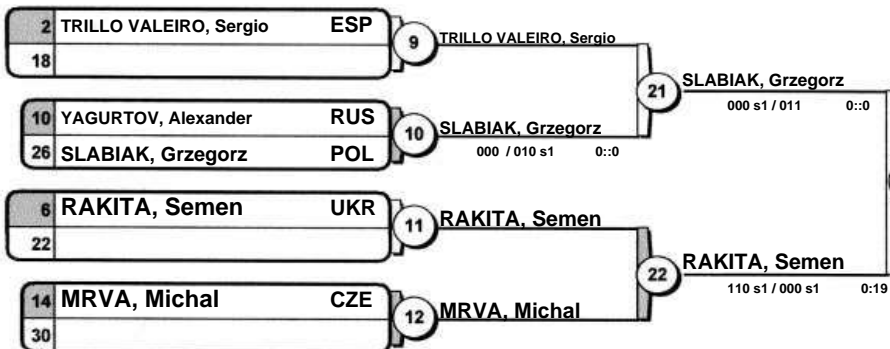 2 TRILLO VALEIRO, Sergio ESP
18
9
TRILLO VALEIRO, Sergio
10 YAGURTOV, Alexander RUS
26 SLABIAK, Grzegorz POL
10
SLABIAK, Grzegorz
000 / 010 s1 0::0
21
SLABIAK, Grzegorz
000 s1 / 011 0::0
6 RAKITA, Semen UKR
22
11
RAKITA, Semen
14 MRVA, Michal CZE
30
12
MRVA, Michal
22
RAKITA, Semen
110 s1 / 000 s1 0:19